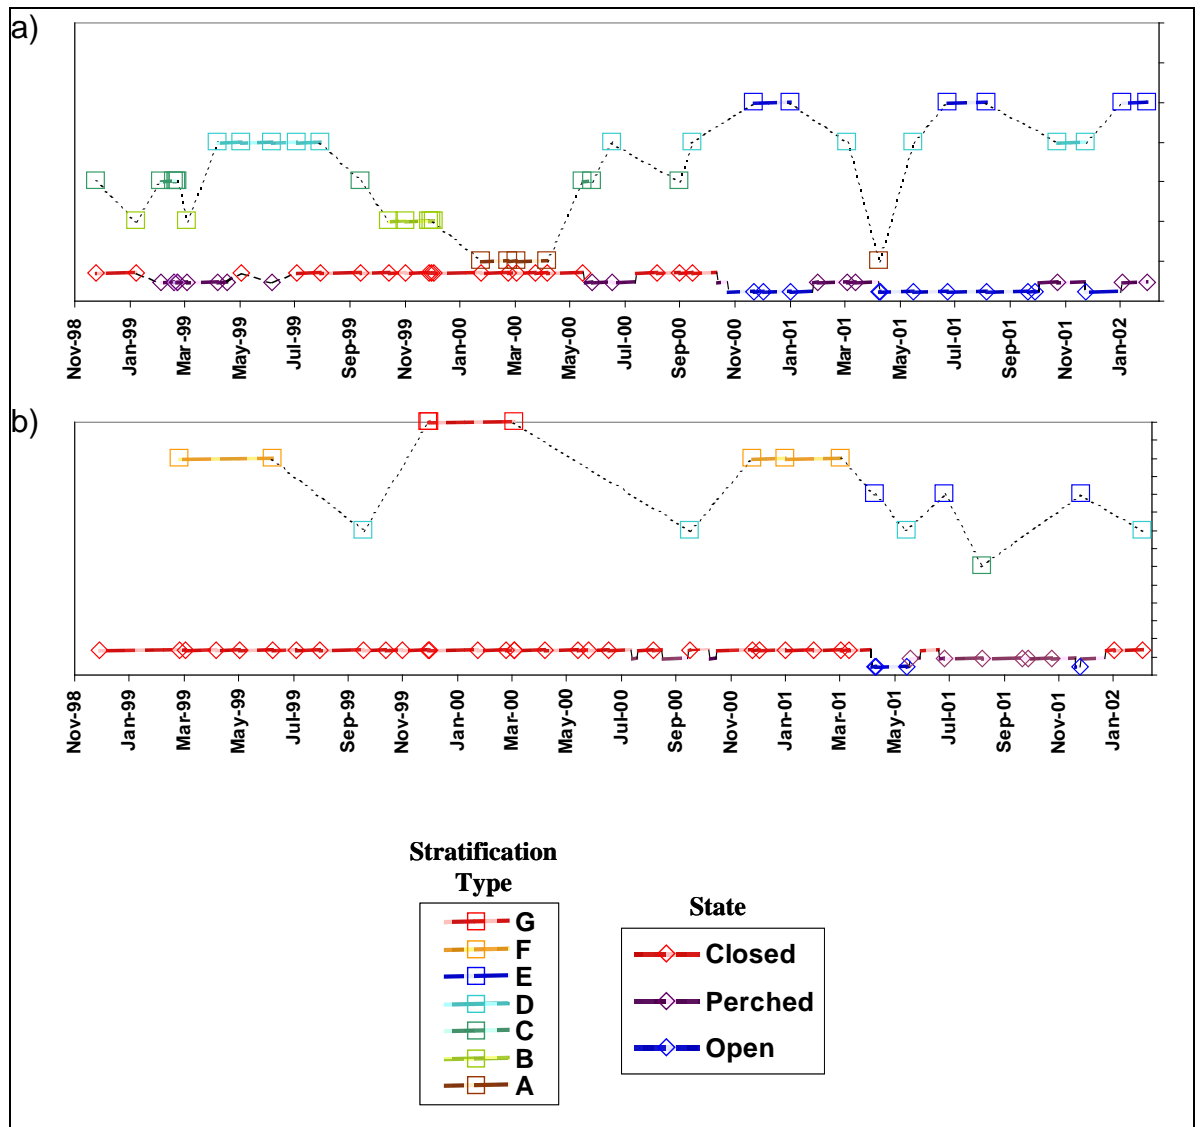 a)
Nov-98 Jan-99 Mar-99 May-99 Jul-99 Sep-99 Nov-99 Jan-00 Mar-00 May-00 Jul-00 Sep-00 Nov-00 Jan-01 Mar-01 May-01 Jul-01 Sep-01 Nov-01 Jan-02
b)
Nov-98 Jan-99 Mar-99 May-99 Jul-99 Sep-99 Nov-99 Jan-00 Mar-00 May-00 Jul-00 Sep-00 Nov-00 Jan-01 Mar-01 May-01 Jul-01 Sep-01 Nov-01 Jan-02
Stratification
Type
G
F
E
D
C
B
A
State
Closed
Perched
Open